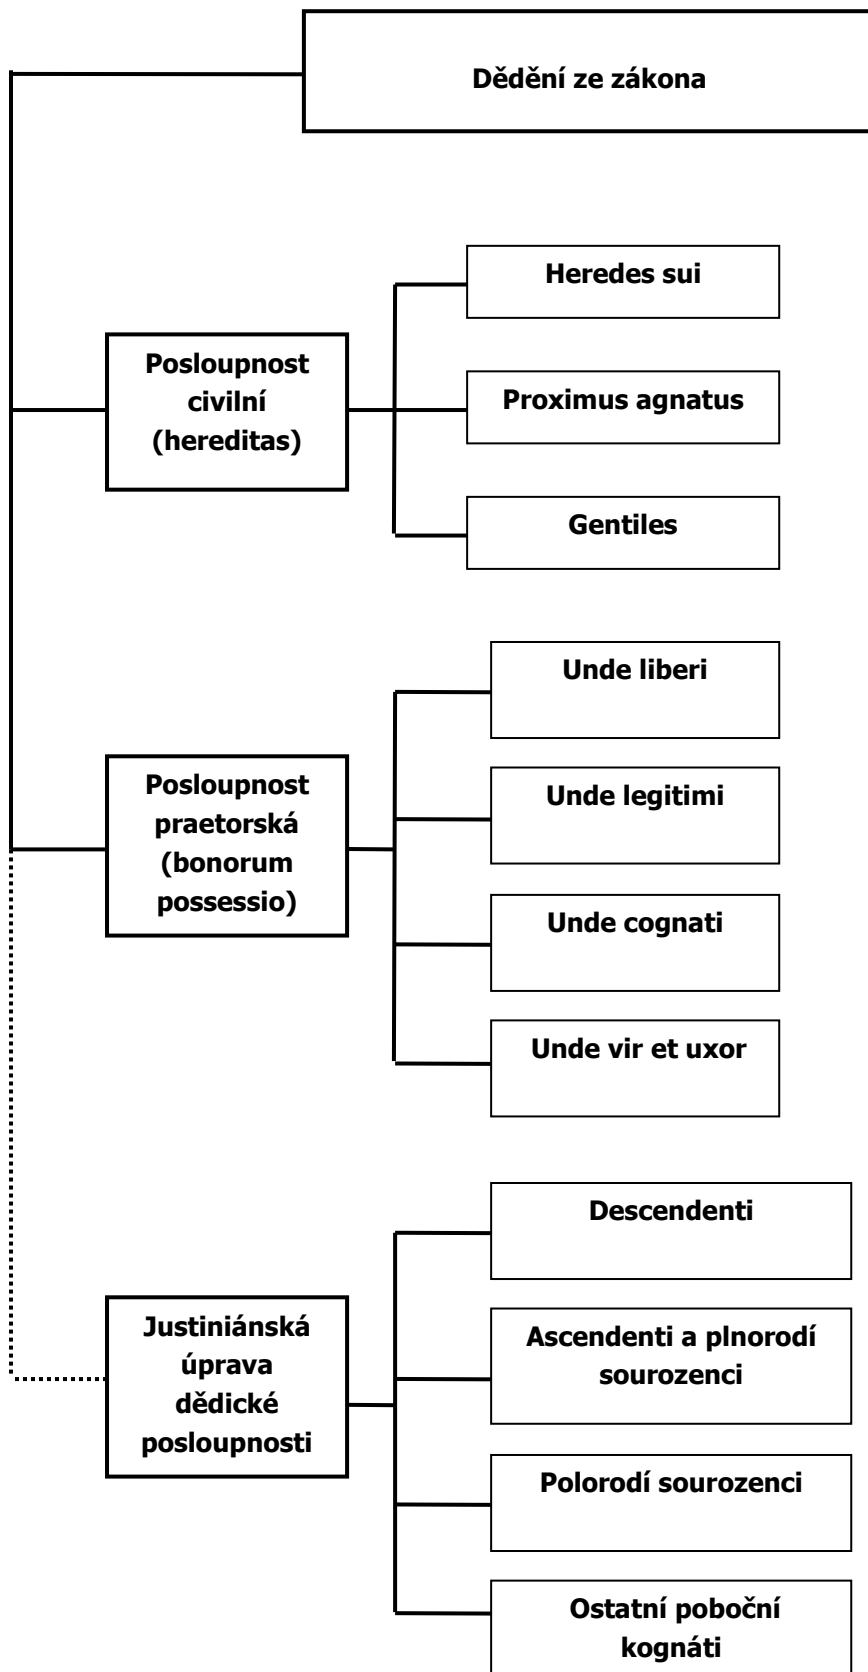 Dědění ze zákona
Heredes sui
Posloupnost
civilní
(hereditas)
Proximus agnatus
Gentiles
Unde liberi
Posloupnost
praetorská
(bonorum
possessio)
Unde legitimi
Unde cognati
Unde vir et uxor
Descendenti
Justiniánská
úprava
dědické
posloupnosti
Ascendenti a plnorodí
sourozenci
Polorodí sourozenci
Ostatní poboční
kognáti